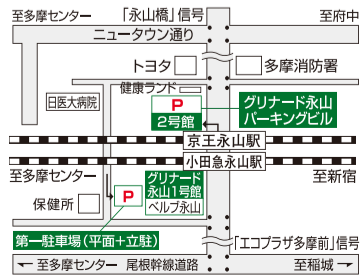 至多摩センター
「永山橋」信号
至府中
ニュータウン通り
トヨタ
多摩消防署
健康ランド
日医大病院
P
2号館
グリナード永山
パーキングビル
京王永山駅
小田急永山駅
至多摩センター
至新宿
保健所
P
グリナード
永山1号館
ベルブ永山
第一駐車場(平面+立駐)
「エコプラザ多摩前」信号
←至多摩センター 尾根幹線道路 至稲城→